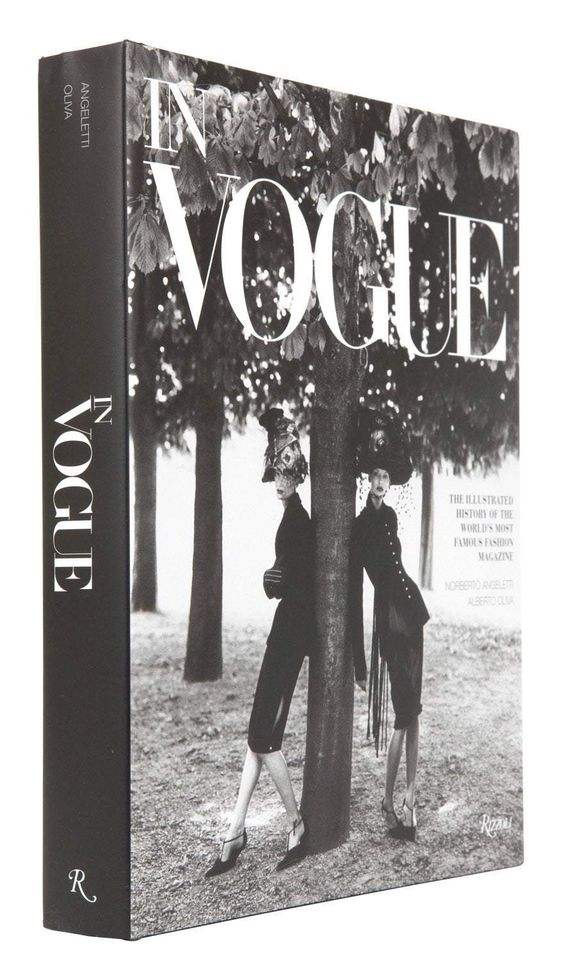 ANGELETTI
OLIVA
IN
VOGUE
R
IN
VOGUE
THE ILLUSTRATED
HISTORY OF THE
WORLD'S MOST
FAMOUS FASHION
MAGAZINE
NORBERTO ANGELETTI
ALBERTO OLIVA
RIZZOLI